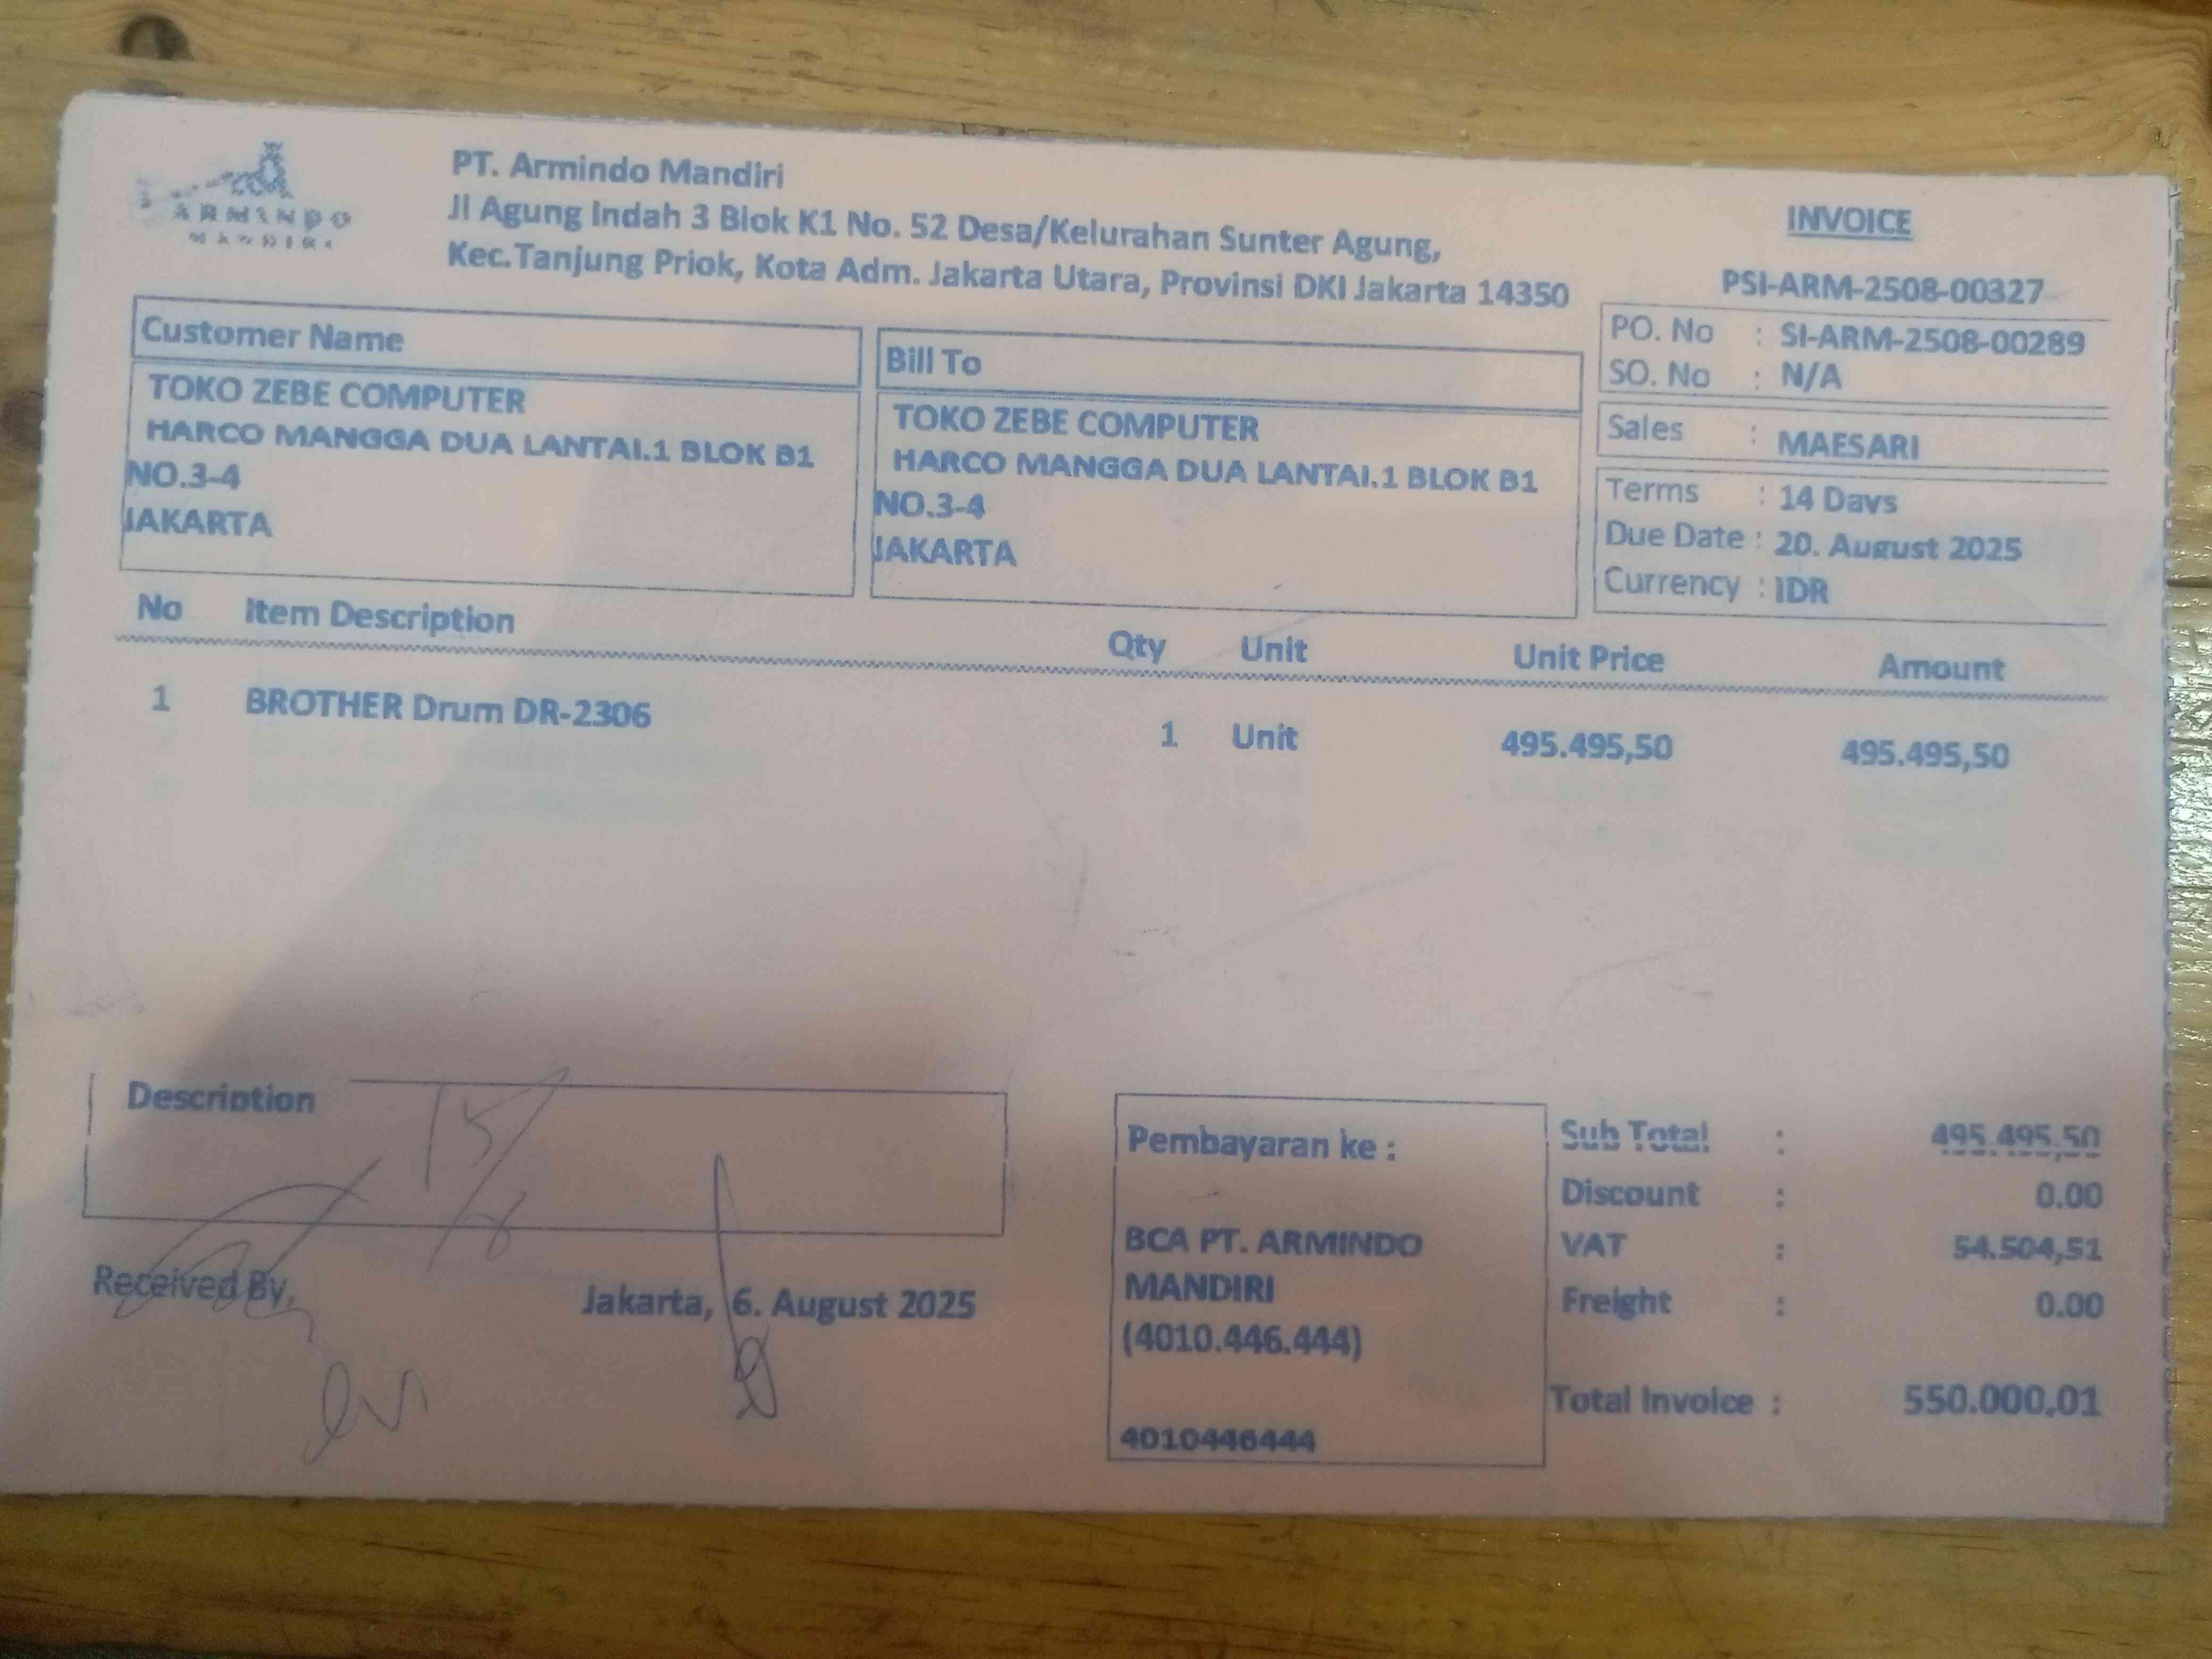 ARMINDO
MANDIRI
PT. Armindo Mandiri
Jl Agung Indah 3 Blok K1 No. 52 Desa/Kelurahan Sunter Agung,
Kec.Tanjung Priok, Kota Adm. Jakarta Utara, Provinsi DKI Jakarta 14350
INVOICE
PSI-ARM-2508-00327
PO. No : SI-ARM-2508-00289
SO. No : N/A
Sales : MAESARI
Terms : 14 Days
Due Date : 20. August 2025
Currency : IDR
Customer Name
TOKO ZEBE COMPUTER
HARCO MANGGA DUA LANTAI.1 BLOK B1
NO.3-4
JAKARTA
Bill To
TOKO ZEBE COMPUTER
HARCO MANGGA DUA LANTAI.1 BLOK B1
NO.3-4
JAKARTA
No Item Description Qty Unit Unit Price Amount
1 BROTHER Drum DR-2306 1 Unit 495.495,50 495.495,50
Description
15/8
Received By,
Jakarta, 6. August 2025
Pembayaran ke :
BCA PT. ARMINDO
MANDIRI
(4010.446.444)
4010446444
Sub Total : 495.495,50
Discount : 0.00
VAT : 54.504,51
Freight : 0.00
Total Invoice : 550.000,01